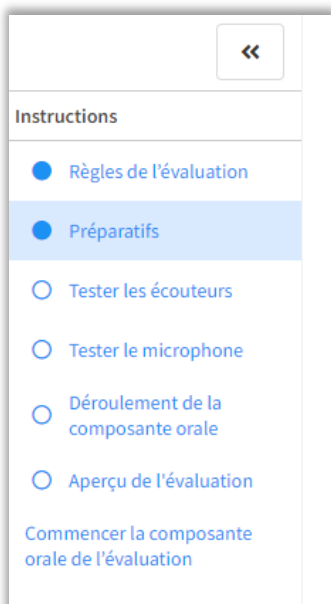 Instructions
Règles de l’évaluation
Préparatifs
Tester les écouteurs
Tester le microphone
Déroulement de la
composante orale
Aperçu de l'évaluation
Commencer la composante
orale de l’évaluation